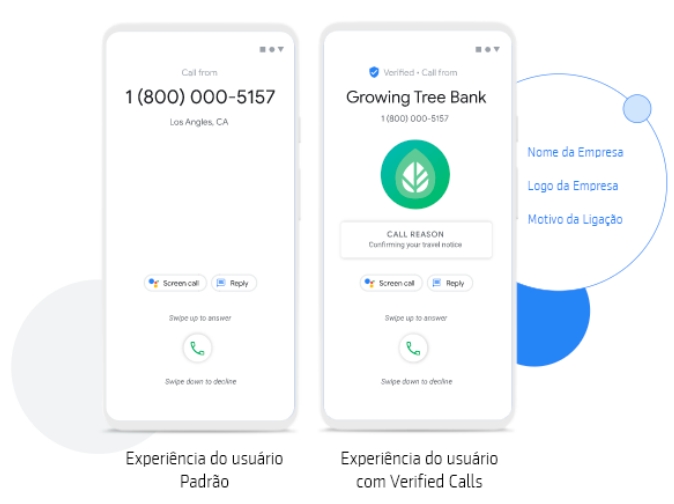 Call from
1 (800) 000-5157
Los Angles, CA
Screen call
Reply
Swipe up to answer
Swipe down to decline
Experiência do usuário
Padrão
Verified • Call from
Growing Tree Bank
1 (800) 000-5157
CALL REASON
Confirming your travel notice
Screen call
Reply
Swipe up to answer
Swipe down to decline
Experiência do usuário
com Verified Calls
Nome da Empresa
Logo da Empresa
Motivo da Ligação